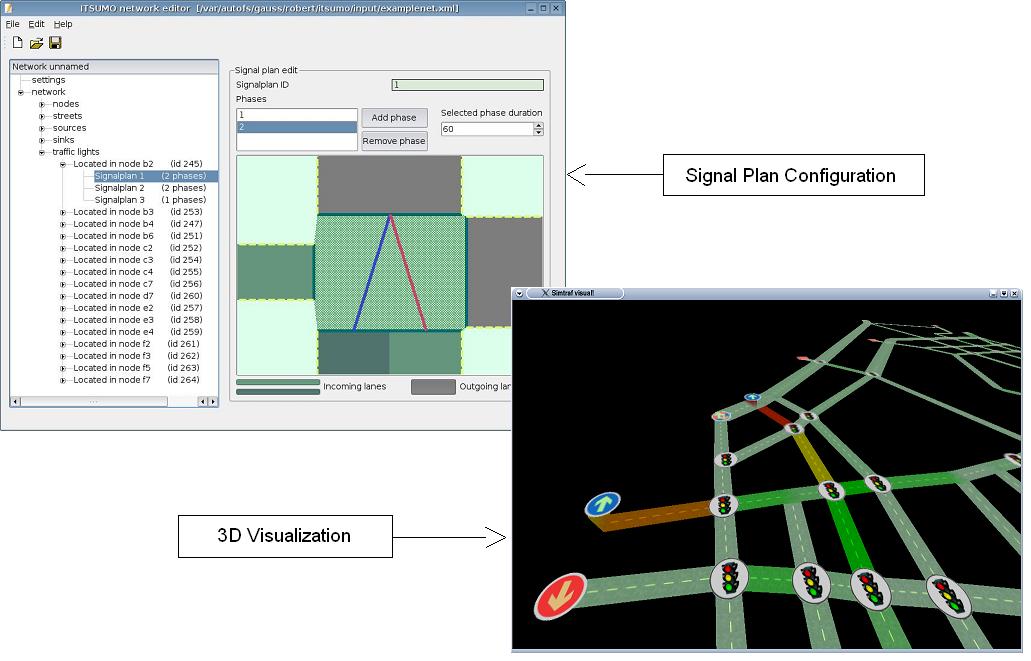 ITSUMO network editor [/var/autofs/gauss/robert/itsumo/input/examplenet.xml]
File Edit Help
Network unnamed
settings
network
nodes
streets
sources
sinks
traffic lights
Located in node b2 (id 245)
Signalplan 1 (2 phases)
Signalplan 2 (2 phases)
Signalplan 3 (1 phases)
Located in node b3 (id 253)
Located in node b4 (id 247)
Located in node b6 (id 251)
Located in node c2 (id 252)
Located in node c3 (id 254)
Located in node c4 (id 255)
Located in node c7 (id 256)
Located in node d7 (id 260)
Located in node e2 (id 257)
Located in node e3 (id 258)
Located in node e4 (id 259)
Located in node f2 (id 261)
Located in node f3 (id 262)
Located in node f5 (id 263)
Located in node f7 (id 264)
Signal plan edit
Signalplan ID 1
Phases
1
2
Add phase
Remove phase
Selected phase duration
60
Incoming lanes
Outgoing lan
Signal Plan Configuration
Simtraf visual!
3D Visualization